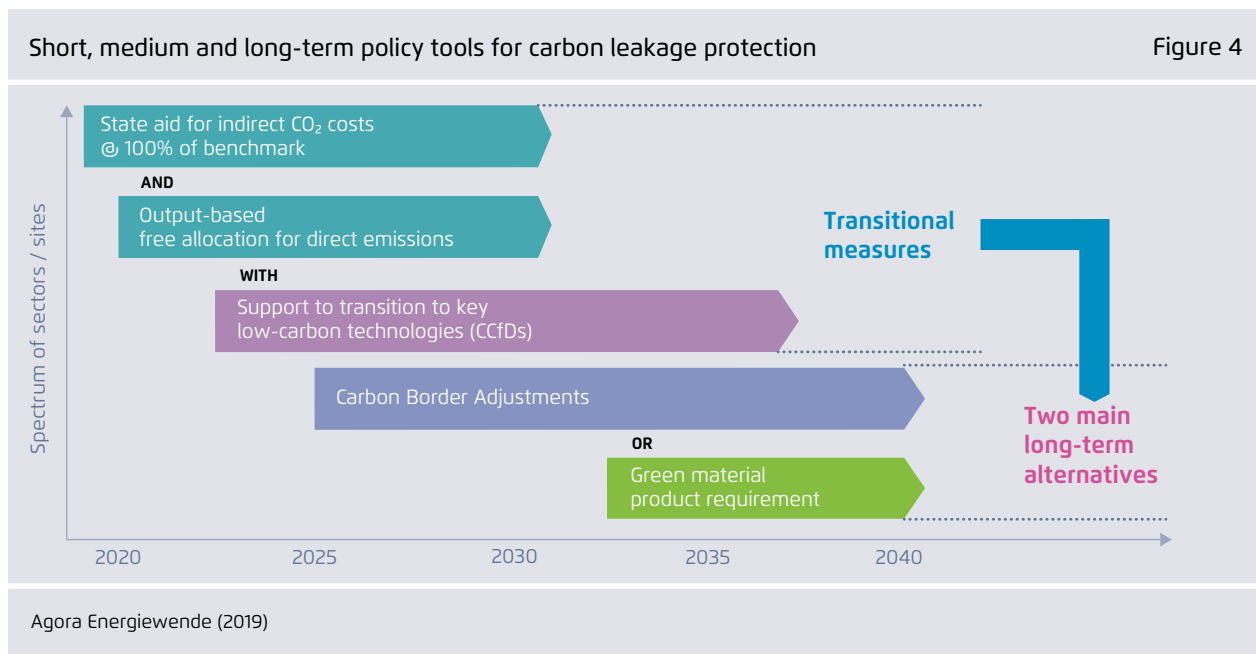 Short, medium and long-term policy tools for carbon leakage protection
Figure 4
State aid for indirect CO₂ costs
@ 100% of benchmark
AND
Output-based
free allocation for direct emissions
WITH
Support to transition to key
low-carbon technologies (CCfDs)
Carbon Border Adjustments
OR
Green material
product requirement
Transitional
measures
Two main
long-term
alternatives
Spectrum of sectors / sites
2020
2025
2030
2035
2040
Agora Energiewende (2019)